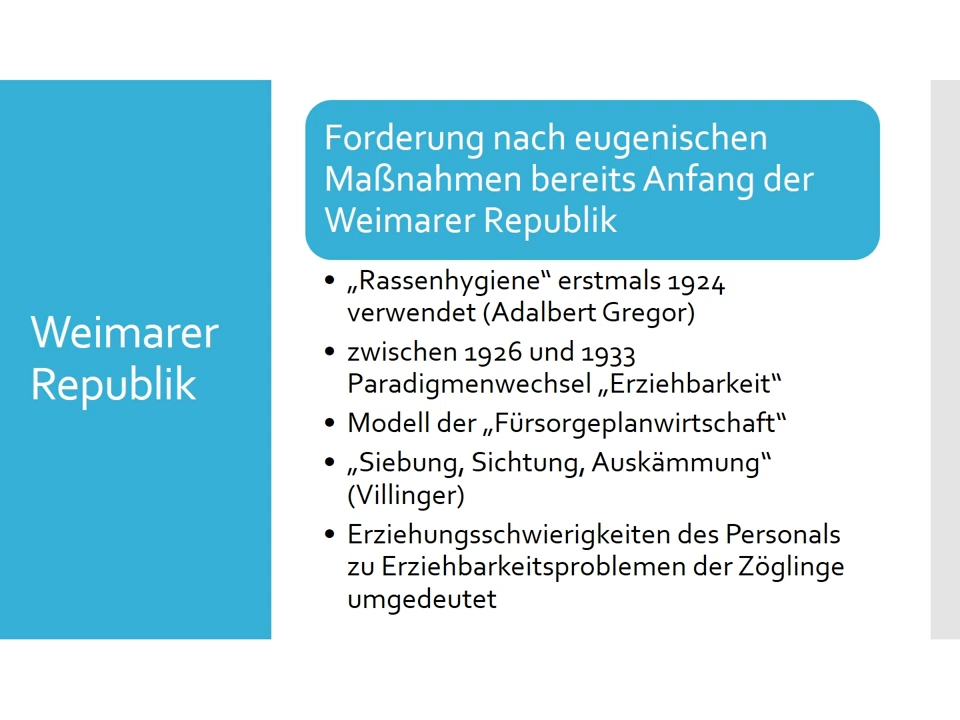 Weimarer
Republik
Forderung nach eugenischen
Maßnahmen bereits Anfang der
Weimarer Republik
• „Rassenhygiene“ erstmals 1924
verwendet (Adalbert Gregor)
• zwischen 1926 und 1933
Paradigmenwechsel „Erziehbarkeit“
• Modell der „Fürsorgeplanwirtschaft“
• „Siebung, Sichtung, Auskämmung“
(Villinger)
• Erziehungsschwierigkeiten des Personals
zu Erziehbarkeitsproblemen der Zöglinge
umgedeutet